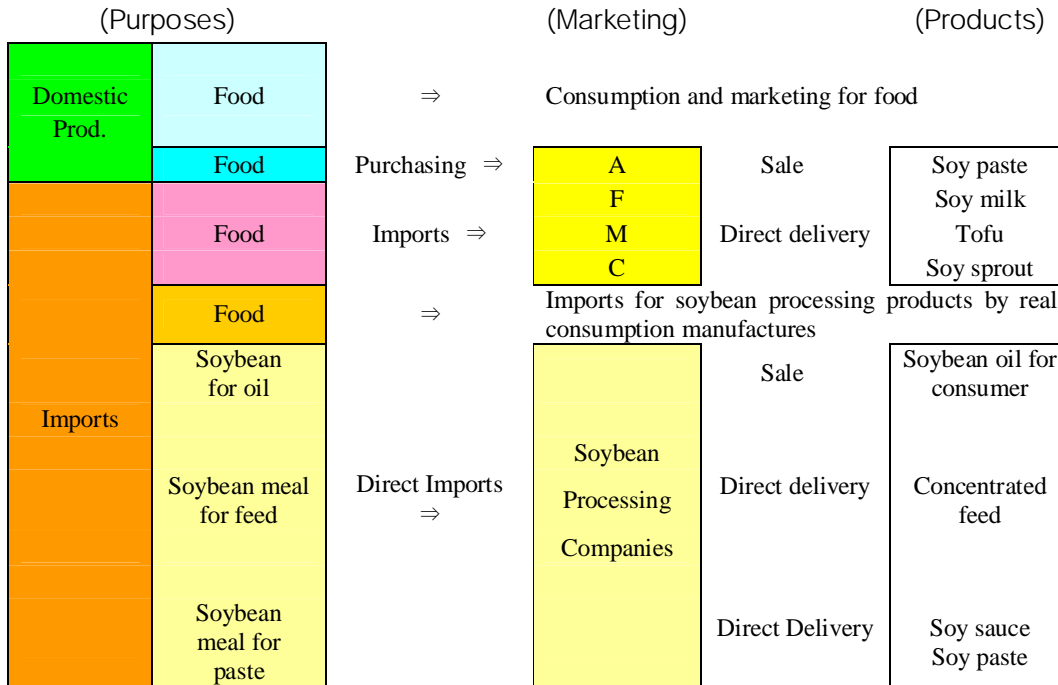 (Purposes) (Marketing) (Products)
Domestic Prod.
Food ⇒ Consumption and marketing for food
Food Purchasing ⇒ A Sale Soy paste
F Soy milk
Food Imports ⇒ M Direct delivery Tofu
C Soy sprout
Food ⇒ Imports for soybean processing products by real
consumption manufactures
Imports
Soybean
for oil
Sale
Soybean oil for
consumer
Soybean meal
for feed
Direct Imports
⇒
Soybean
Processing
Companies
Direct delivery
Concentrated
feed
Soybean
meal for
paste
Direct Delivery
Soy sauce
Soy paste